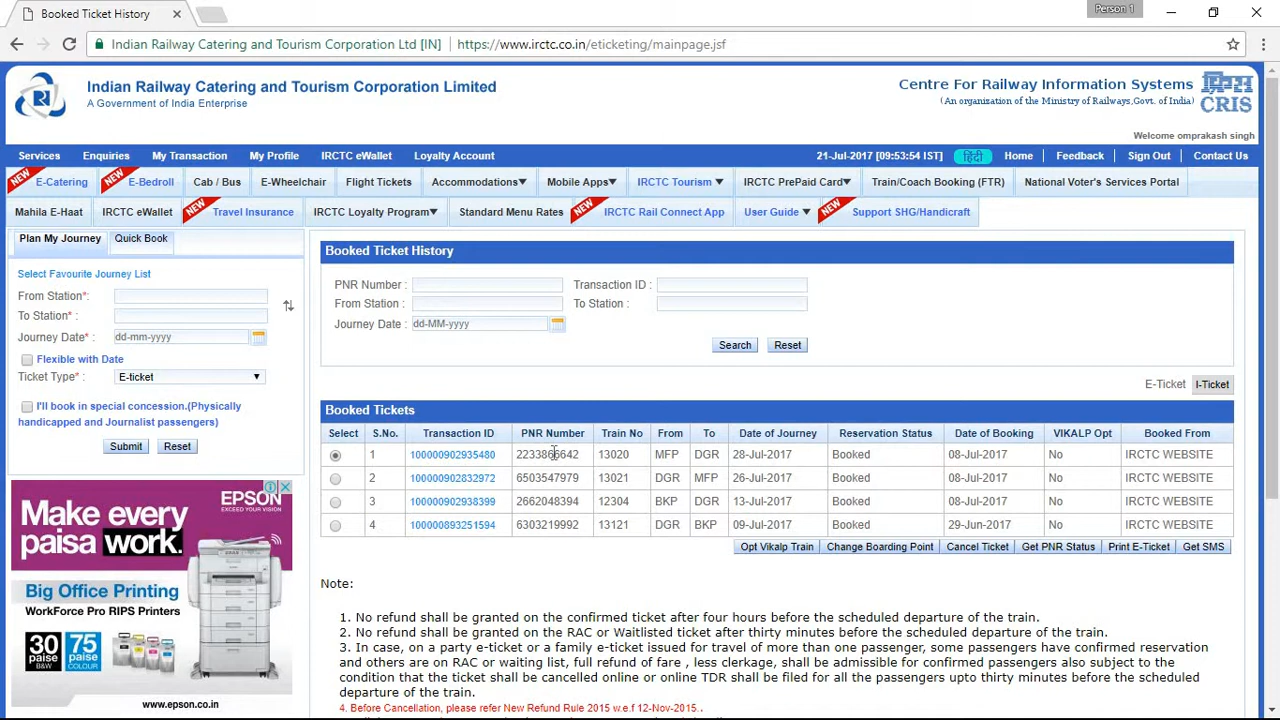 Booked Ticket History
Person 1
Indian Railway Catering and Tourism Corporation Ltd [IN] https://www.irctc.co.in/eticketing/mainpage.jsf
Indian Railway Catering and Tourism Corporation Limited
A Government of India Enterprise
Centre For Railway Information Systems
(An organization of the Ministry of Railways,Govt. of India)
CRIS
Welcome omprakash singh
Services Enquiries My Transaction My Profile IRCTC eWallet Loyalty Account 21-Jul-2017 [09:53:54 IST] हिंदी Home Feedback Sign Out Contact Us
NEW E-Catering NEW E-Bedroll Cab / Bus E-Wheelchair Flight Tickets Accommodations Mobile Apps IRCTC Tourism IRCTC PrePaid Card Train/Coach Booking (FTR) National Voter's Services Portal
Mahila E-Haat IRCTC eWallet NEW Travel Insurance IRCTC Loyalty Program Standard Menu Rates NEW IRCTC Rail Connect App User Guide NEW Support SHG/Handicraft
Plan My Journey Quick Book
Select Favourite Journey List
From Station*:
To Station* :
Journey Date* : dd-mm-yyyy
Flexible with Date
Ticket Type* : E-ticket
I'll book in special concession.(Physically
handicapped and Journalist passengers)
Submit Reset
EPSON
EXCEED YOUR VISION
Make every
paisa work.
Big Office Printing
WorkForce Pro RIPS Printers
30 paise B&W 75 paise COLOR
www.epson.co.in
Booked Ticket History
PNR Number : Transaction ID :
From Station : To Station :
Journey Date : dd-MM-yyyy
Search Reset
E-Ticket I-Ticket
Booked Tickets
Select S.No. Transaction ID PNR Number Train No From To Date of Journey Reservation Status Date of Booking VIKALP Opt Booked From
1 100000902935480 2233866642 13020 MFP DGR 28-Jul-2017 Booked 08-Jul-2017 No IRCTC WEBSITE
2 100000902832972 6503547979 13021 DGR MFP 26-Jul-2017 Booked 08-Jul-2017 No IRCTC WEBSITE
3 100000902938399 2662048394 12304 BKP DGR 13-Jul-2017 Booked 08-Jul-2017 No IRCTC WEBSITE
4 100000893251594 6303219992 13121 DGR BKP 09-Jul-2017 Booked 29-Jun-2017 No IRCTC WEBSITE
Opt Vikalp Train Change Boarding Point Cancel Ticket Get PNR Status Print E-Ticket Get SMS
Note:
1. No refund shall be granted on the confirmed ticket after four hours before the scheduled departure of the train.
2. No refund shall be granted on the RAC or Waitlisted ticket after thirty minutes before the scheduled departure of the train.
3. In case, on a party e-ticket or a family e-ticket issued for travel of more than one passenger, some passengers have confirmed reservation
and others are on RAC or waiting list, full refund of fare , less clerkage, shall be admissible for confirmed passengers also subject to the
condition that the ticket shall be cancelled online or online TDR shall be filed for all the passengers upto thirty minutes before the scheduled
departure of the train.
4. Before Cancellation, please refer New Refund Rule 2015 w.e.f 12-Nov-2015..